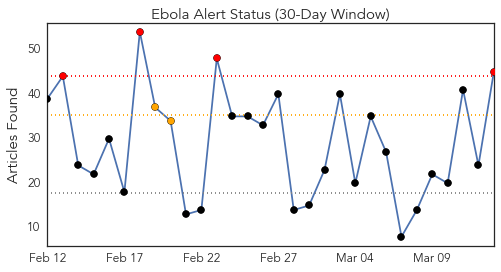 Ebola Alert Status (30-Day Window)
Articles Found
50
40
30
20
10
Feb 12
Feb 17
Feb 22
Feb 27
Mar 04
Mar 09